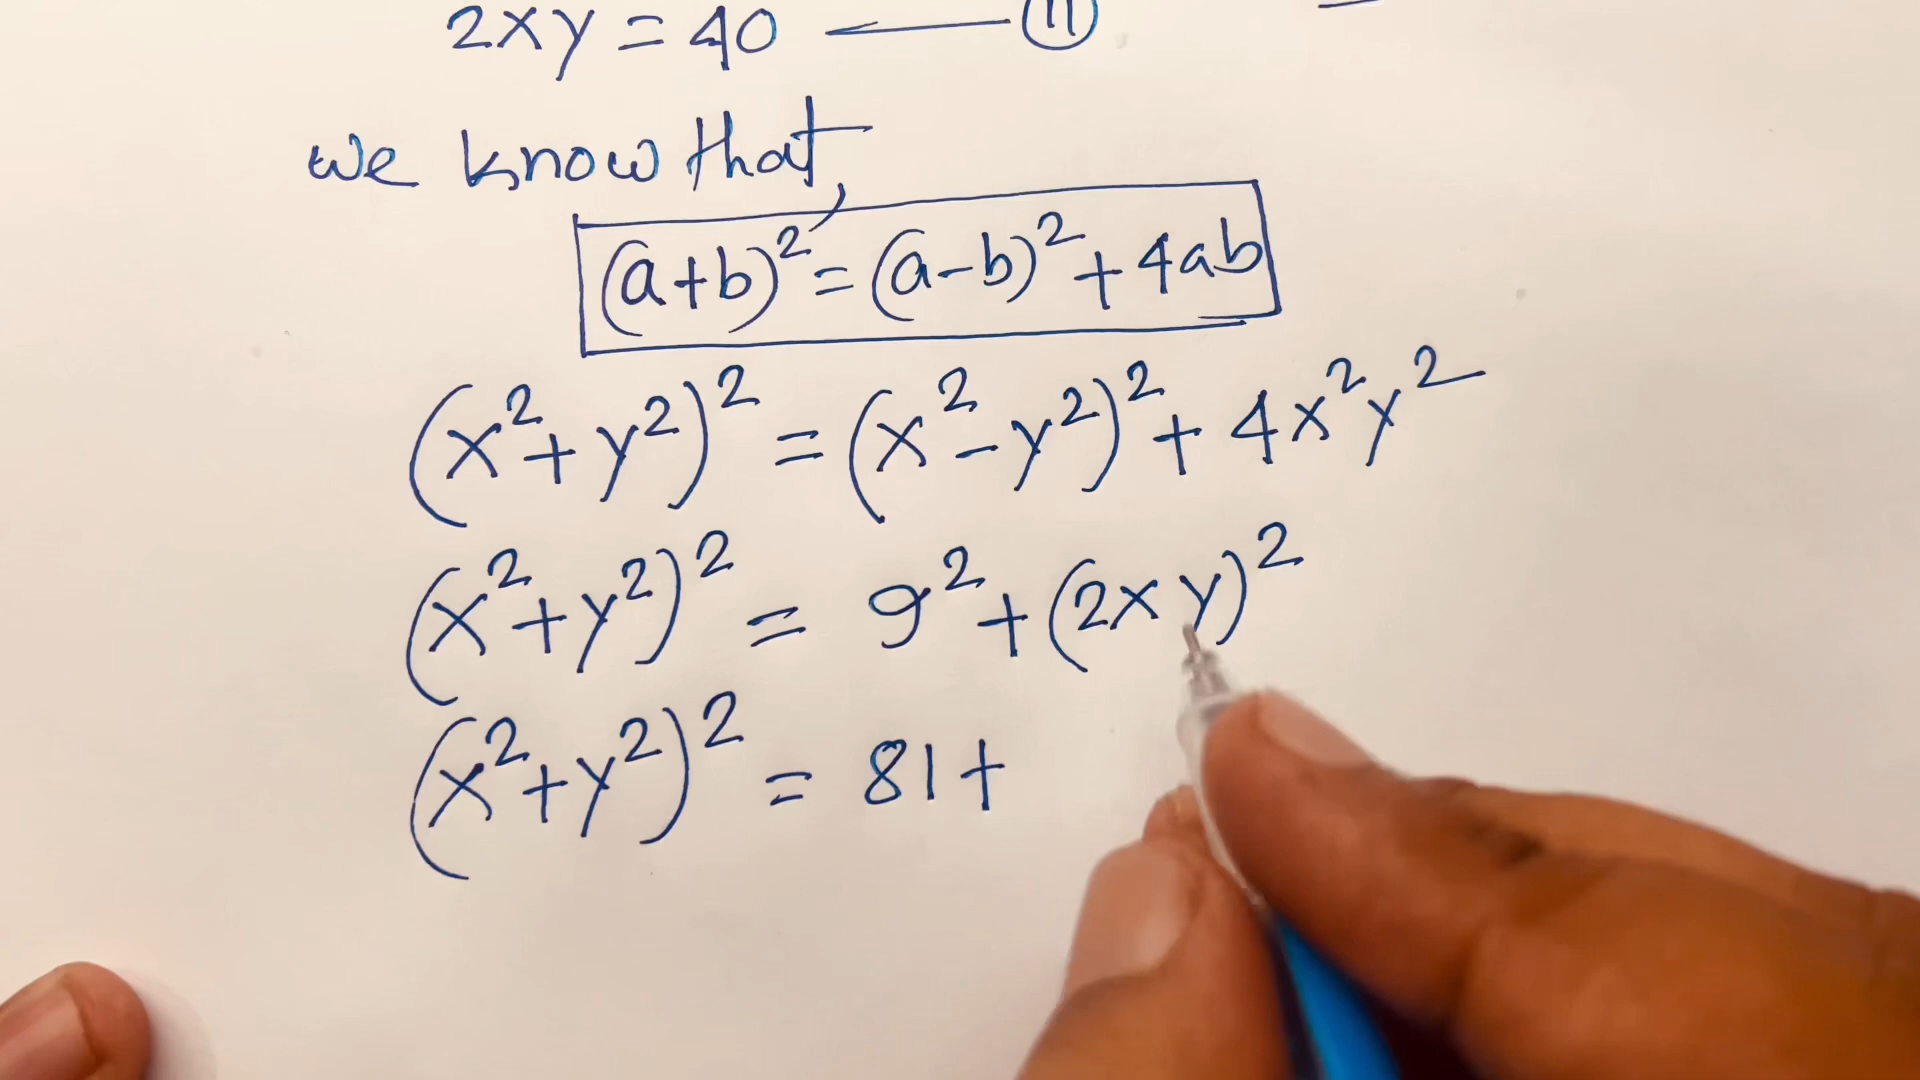 2xy = 40 —— (11)
we know that,
(a+b)² = (a-b)² + 4ab
(x²+y²)² = (x²-y²)² + 4x²y²
(x²+y²)² = 9² + (2xy)²
(x²+y²)² = 81+